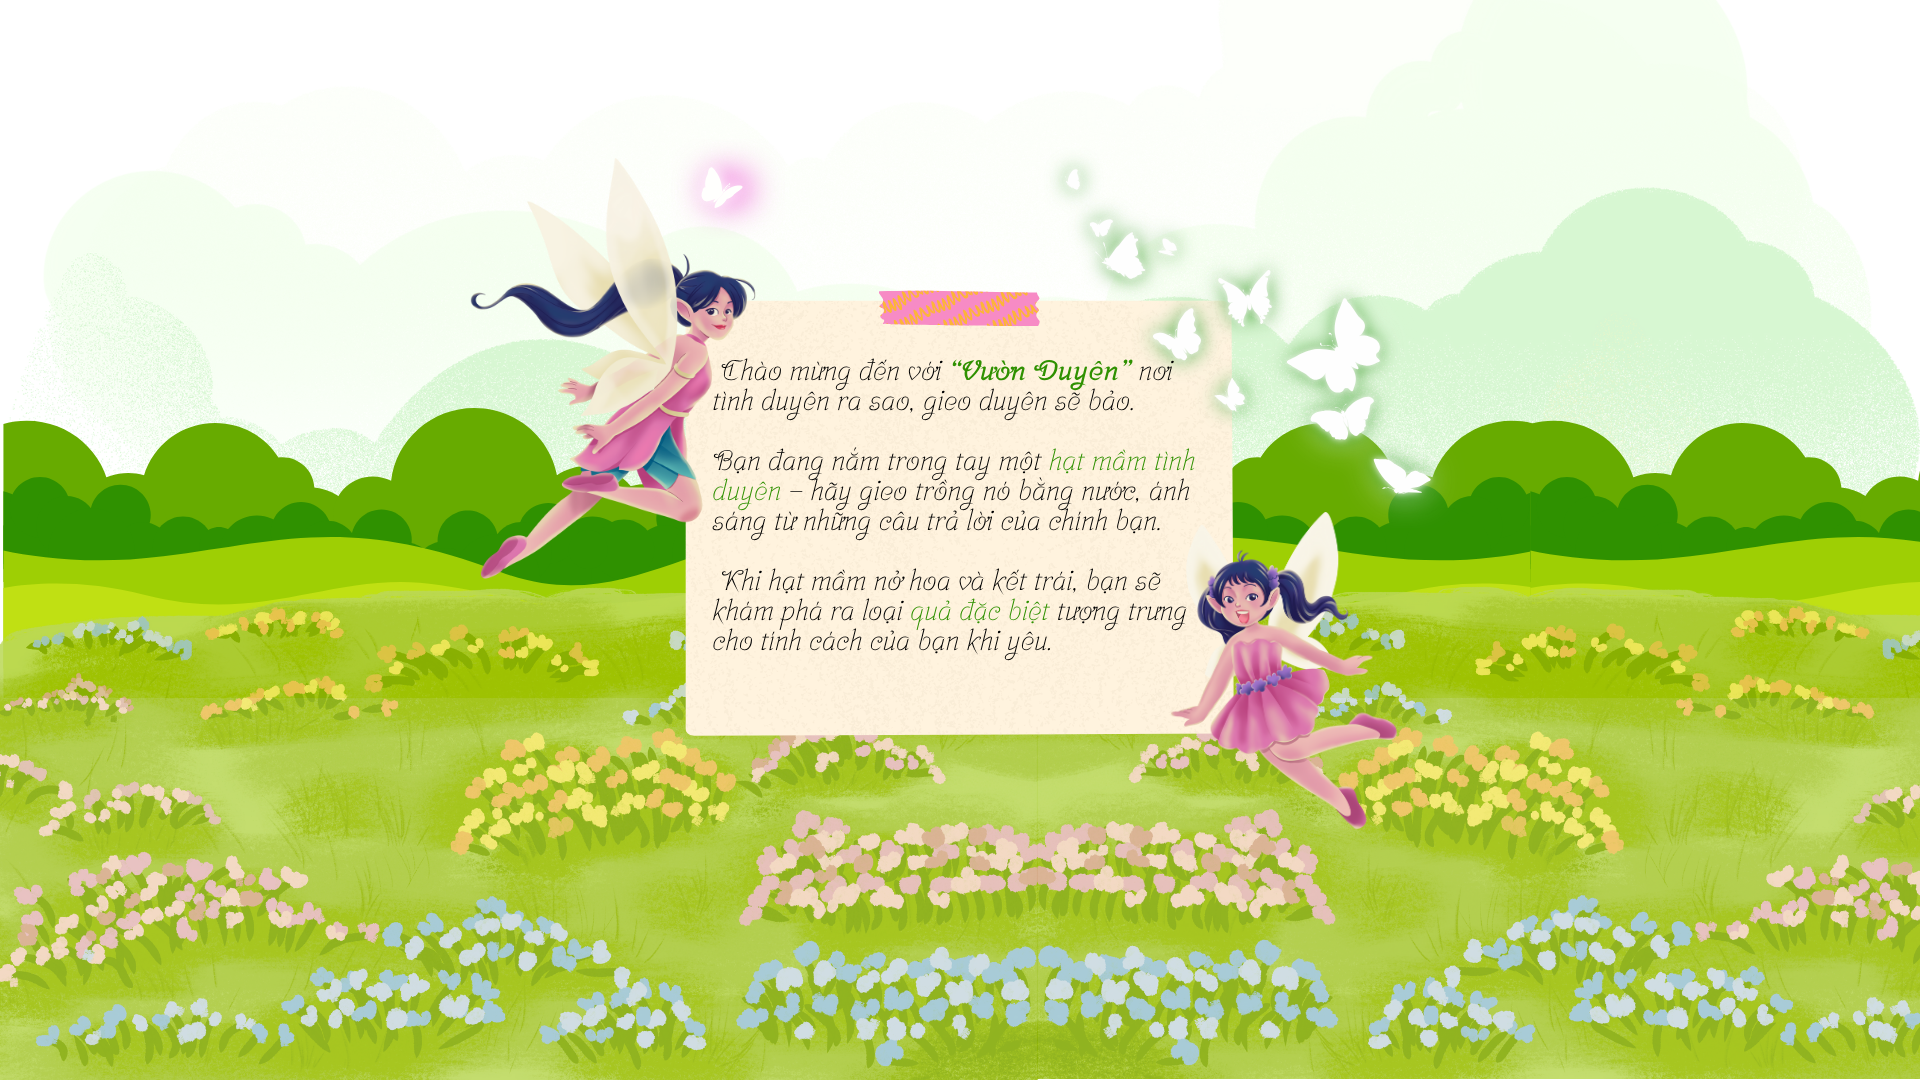 Chào mừng đến với “Vườn Duyên” nơi
tình duyên ra sao, gieo duyên sẽ bảo.
Bạn đang nắm trong tay một hạt mầm tình
duyên – hãy gieo trồng nó bằng nước, ánh
sáng từ những câu trả lời của chính bạn.
Khi hạt mầm nở hoa và kết trái, bạn sẽ
khám phá ra loại quả đặc biệt tượng trưng
cho tính cách của bạn khi yêu.